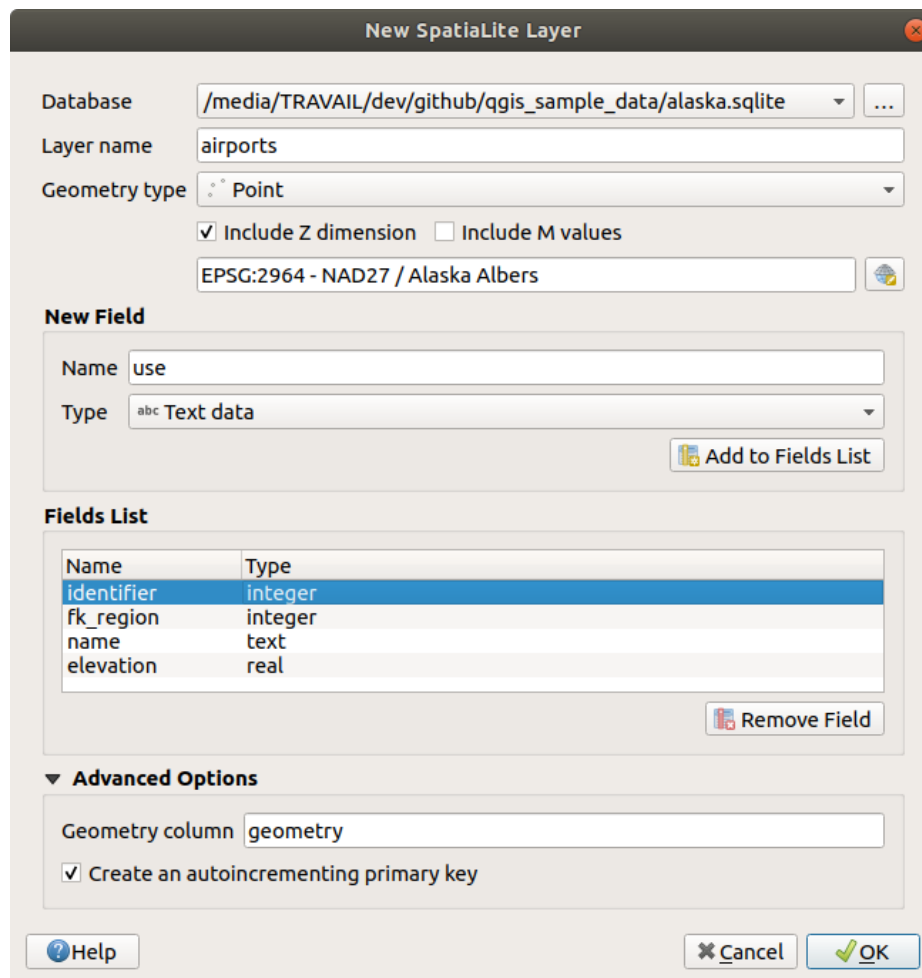 New SpatiaLite Layer
Database /media/TRAVAIL/dev/github/qgis_sample_data/alaska.sqlite ...
Layer name airports
Geometry type Point
Include Z dimension Include M values
EPSG:2964 - NAD27 / Alaska Albers
New Field
Name use
Type abc Text data
Add to Fields List
Fields List
Name Type
identifier integer
fk_region integer
name text
elevation real
Remove Field
Advanced Options
Geometry column geometry
Create an autoincrementing primary key
?Help Cancel OK